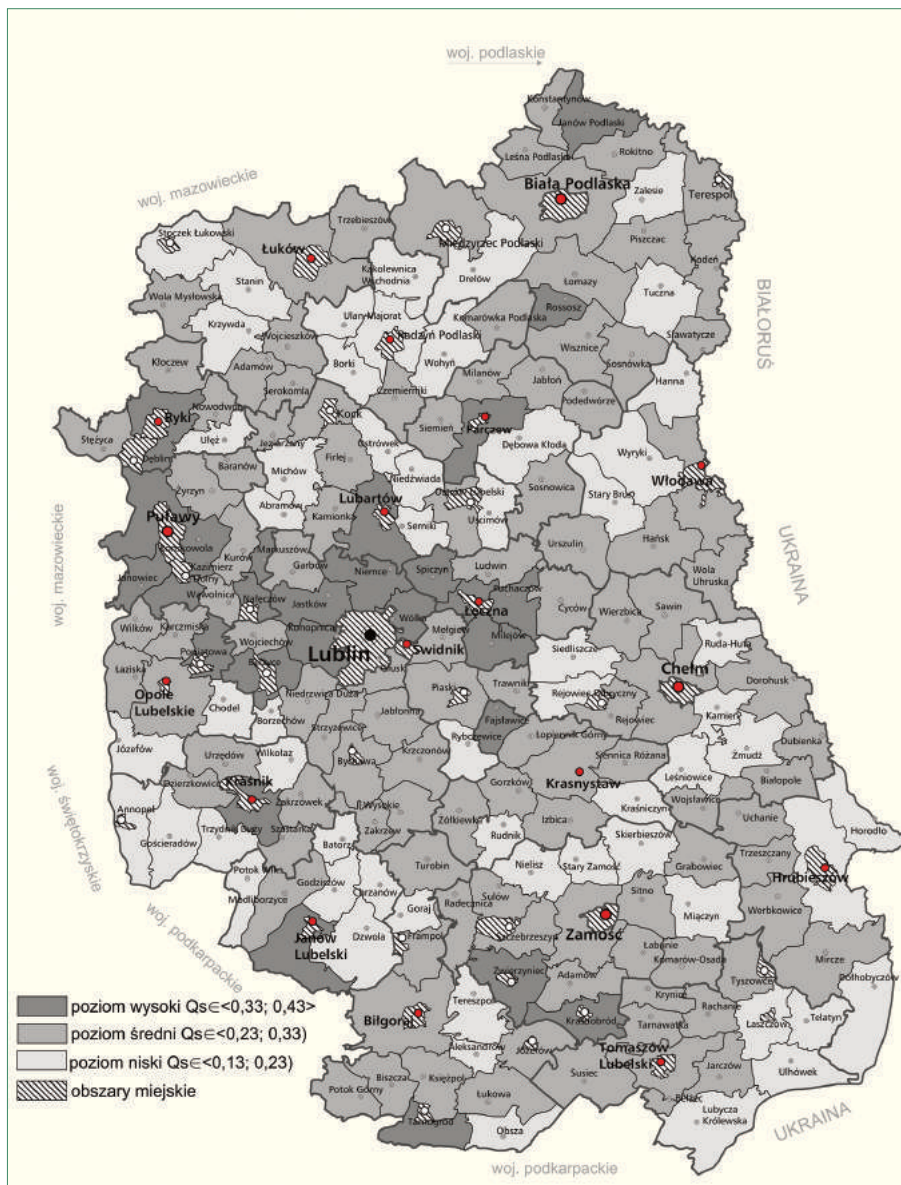 woj. podlaskie
Konstantynów
Janów Podlaski
Leśna Podlaska
Rokitno
woj. mazowieckie
Biała Podlaska
Zalesie
Terespol
Stoczek Łukowski
Trzebieszów
Międzyrzec Podlaski
Łuków
Piszczac
Kodeń
Stanin
Kąkolewnica
Wschodnia
Drelów
Łomazy
Tuczna
BIAŁORUŚ
Wola Mysłowska
Krzywda
Wojcieszków
Ulan-Majorat
Komarówka Podlaska
Rossosz
Sławatycze
Radzyń Podlaski
Wisznice
Kłoczew
Adamów
Borki
Wohyń
Milanów
Jabłoń
Sosnówka
Hanna
Serokomla
Czemierniki
Podedwórze
Stężyca
Ryki
Nowodwór
Kock
Siemień
Parczew
Ułęż
Jeziorzany
Ostrówek
Dębowa Kłoda
Wyryki
Dęblin
Baranów
Michów
Firlej
Niedźwiada
Włodawa
Żyrzyn
Abramów
Lubartów
Ostrów Lubelski
Sosnowica
Stary Brus
Puławy
Kamionka
Serniki
Uścimów
Hańsk
UKRAINA
woj. mazowieckie
Końskowola
Kurów
Markuszów
Urszulin
Wola
Uhruska
Janowiec
Kazimierz
Dolny
Garbów
Niemce
Spiczyn
Ludwin
Wąwolnica
Nałęczów
Jastków
Puchaczów
Cyców
Wierzbica
Sawin
Wilków
Karczmiska
Wojciechów
Konopnica
Wólka
Łęczna
Milejów
Ruda-Huta
Poniatowa
Bełżyce
Lublin
Mełgiew
Świdnik
Siedliszcze
Chełm
Łaziska
Głusk
Dorohusk
Opole
Lubelskie
Niedrzwica Duża
Piaski
Trawniki
Rejowiec Fabryczny
Chodel
Borzechów
Jabłonna
Rejowiec
Kamień
Józefów
Strzyżewice
Rybczewice
Fajsławice
Łopiennik Górny
Żmudź
Dubienka
Urzędów
Wilkołaz
Bychawa
Krzczonów
Siennica Różana
Dzierzkowice
Kraśnik
Krasnystaw
Leśniowice
Białopole
woj. świętokrzyskie
Annopol
Zakrzówek
Wysokie
Gorzków
Kraśniczyn
Wojsławice
Gościeradów
Trzydnik Duży
Szastarka
Zakrzew
Żółkiewka
Izbica
Uchanie
Horodło
Batorz
Rudnik
Skierbieszów
Potok Wlk.
Turobin
Nielisz
Stary Zamość
Grabowiec
Trzeszczany
Hrubieszów
Modliborzyce
Godziszów
Chrzanów
Radecznica
Sułów
Sitno
Goraj
Miączyn
Werbkowice
woj. podkarpackie
Janów
Lubelski
Dzwola
Frampol
Szczebrzeszyn
Zamość
Łabunie
Komarów-Osada
Mircze
Zwierzyniec
Adamów
Tyszowce
Dołhobyczów
poziom wysoki Qs∈<0,33; 0,43>
Tereszpol
Krynice
Rachanie
poziom średni Qs∈<0,23; 0,33)
Biłgoraj
Krasnobród
Tarnawatka
Łaszczów
Telatyn
poziom niski Qs∈<0,13; 0,23)
Aleksandrów
Józefów
Tomaszów
Lubelski
obszary miejskie
Biszcza
Księżpol
Susiec
Jarczów
Ulhówek
Potok Górny
Łukowa
Bełżec
Tarnogród
Obsza
Lubycza
Królewska
UKRAINA
woj. podkarpackie